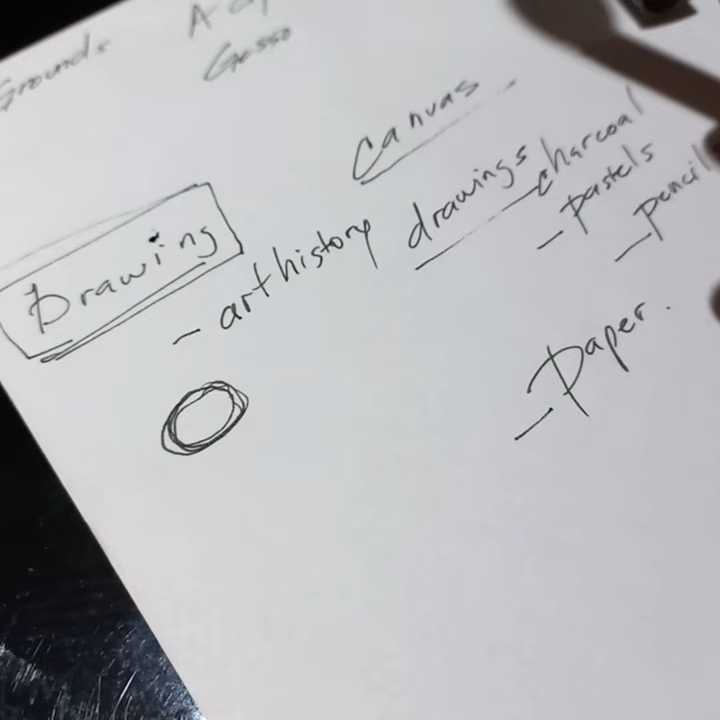 Grounds
Gesso
Canvas
Drawing
- art history drawings - charcoal
- pastels
- pencil
- Paper.